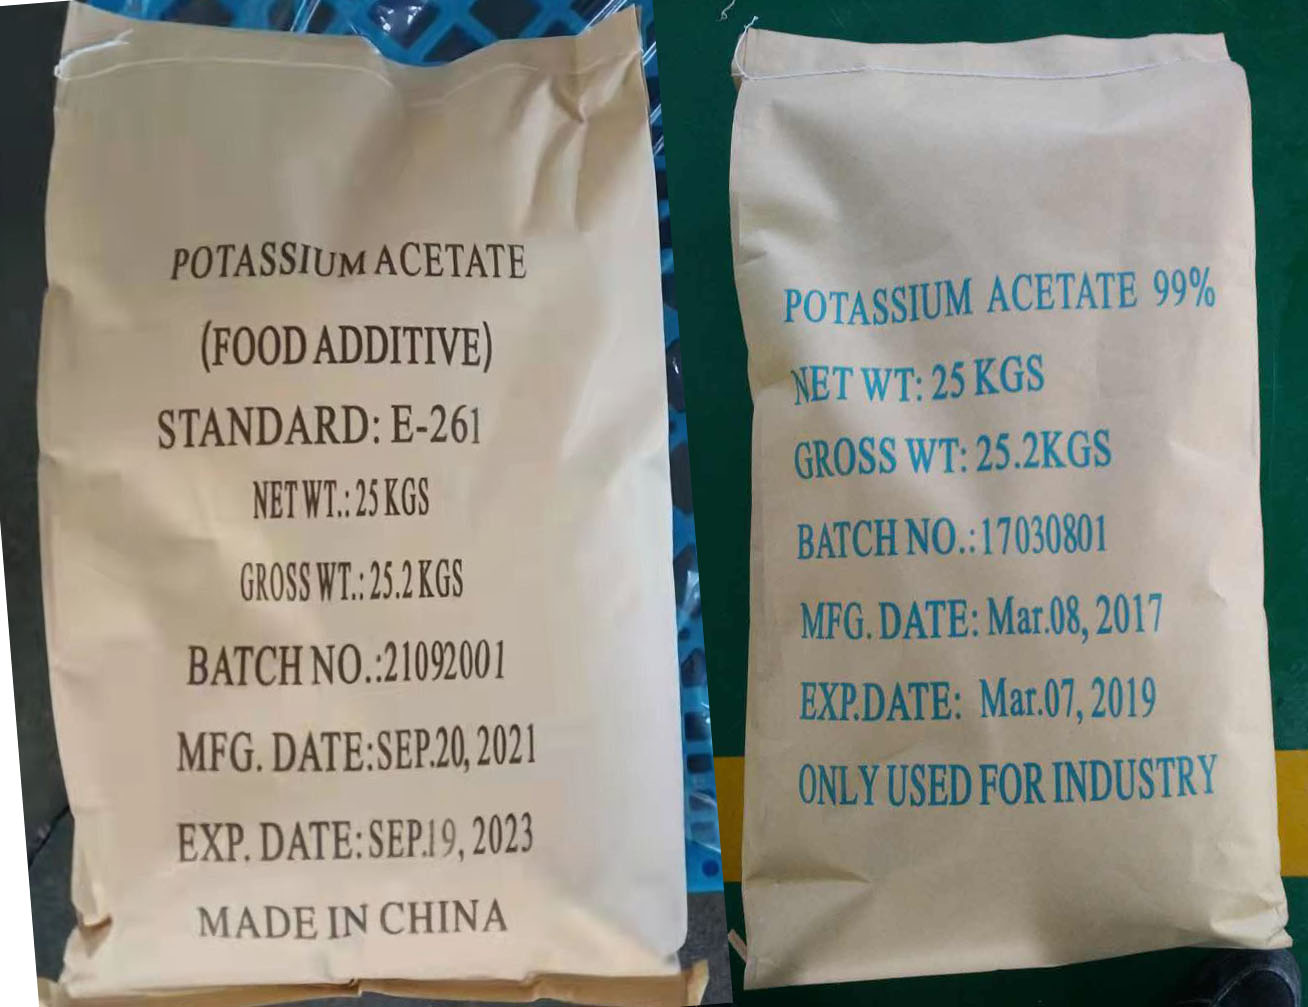 POTASSIUM ACETATE
(FOOD ADDITIVE)
STANDARD: E-261
NET WT.: 25 KGS
GROSS WT.: 25.2 KGS
BATCH NO.:21092001
MFG. DATE:SEP.20, 2021
EXP. DATE:SEP.19, 2023
MADE IN CHINA
POTASSIUM ACETATE 99%
NET WT: 25 KGS
GROSS WT: 25.2KGS
BATCH NO.:17030801
MFG. DATE: Mar.08, 2017
EXP.DATE: Mar.07, 2019
ONLY USED FOR INDUSTRY